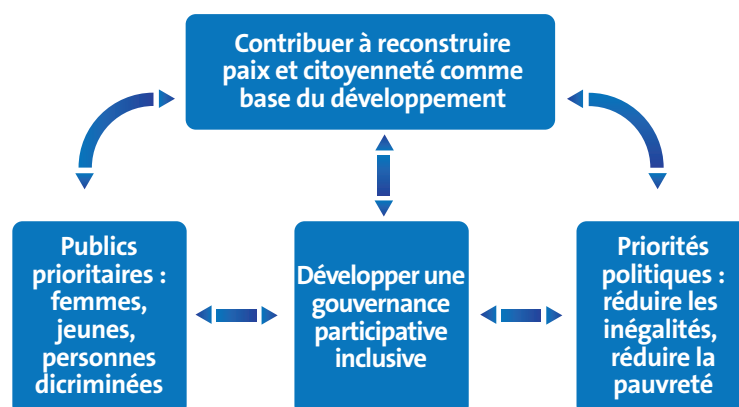 Contribuer à reconstruire
paix et citoyenneté comme
base du développement
Publics
prioritaires :
femmes,
jeunes,
personnes
dicriminées
Développer une
gouvernance
participative
inclusive
Priorités
politiques :
réduire les
inégalités,
réduire la
pauvreté